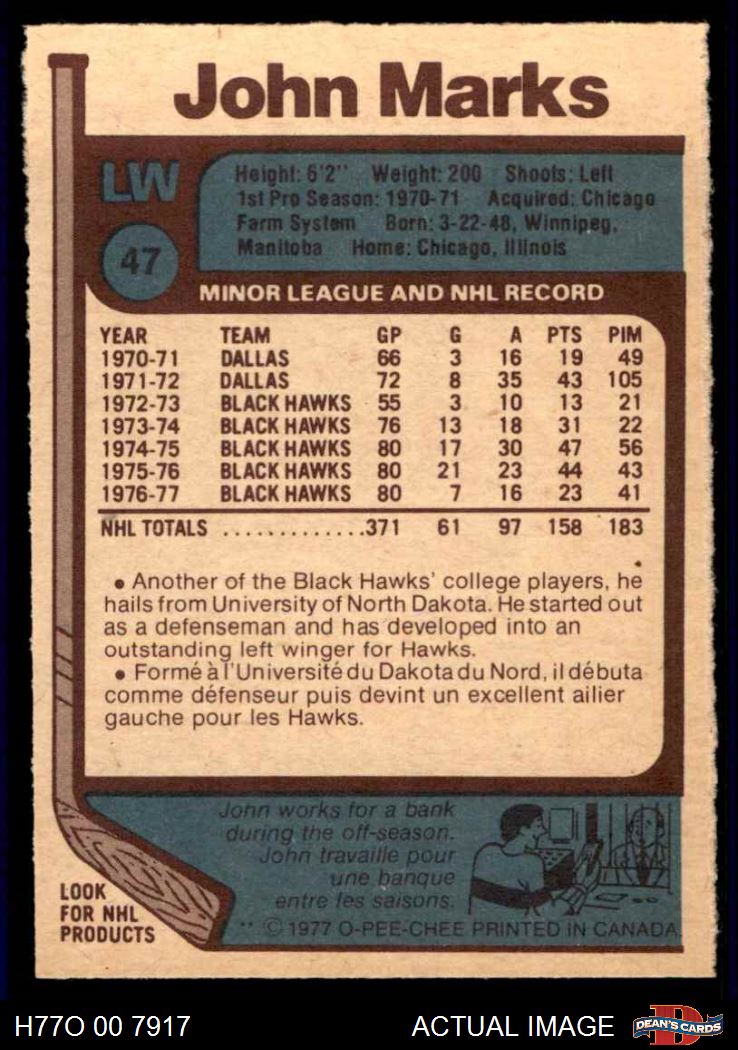 John Marks
LW
47
Height: 6'2" Weight: 200 Shoots: Left
1st Pro Season: 1970-71 Acquired: Chicago
Farm System Born: 3-22-48, Winnipeg,
Manitoba Home: Chicago, Illinois
MINOR LEAGUE AND NHL RECORD
YEAR TEAM GP G A PTS PIM
1970-71 DALLAS 66 3 16 19 49
1971-72 DALLAS 72 8 35 43 105
1972-73 BLACK HAWKS 55 3 10 13 21
1973-74 BLACK HAWKS 76 13 18 31 22
1974-75 BLACK HAWKS 80 17 30 47 56
1975-76 BLACK HAWKS 80 21 23 44 43
1976-77 BLACK HAWKS 80 7 16 23 41
NHL TOTALS .............371 61 97 158 183
• Another of the Black Hawks' college players, he
hails from University of North Dakota. He started out
as a defenseman and has developed into an
outstanding left winger for Hawks.
• Formé à l'Université du Dakota du Nord, il débuta
comme défenseur puis devint un excellent ailier
gauche pour les Hawks.
John works for a bank
during the off-season.
John travaille pour
une banque
entre les saisons.
LOOK
FOR NHL
PRODUCTS
** © 1977 O-PEE-CHEE PRINTED IN CANADA
H77O 00 7917 ACTUAL IMAGE
D
DEAN'S CARDS